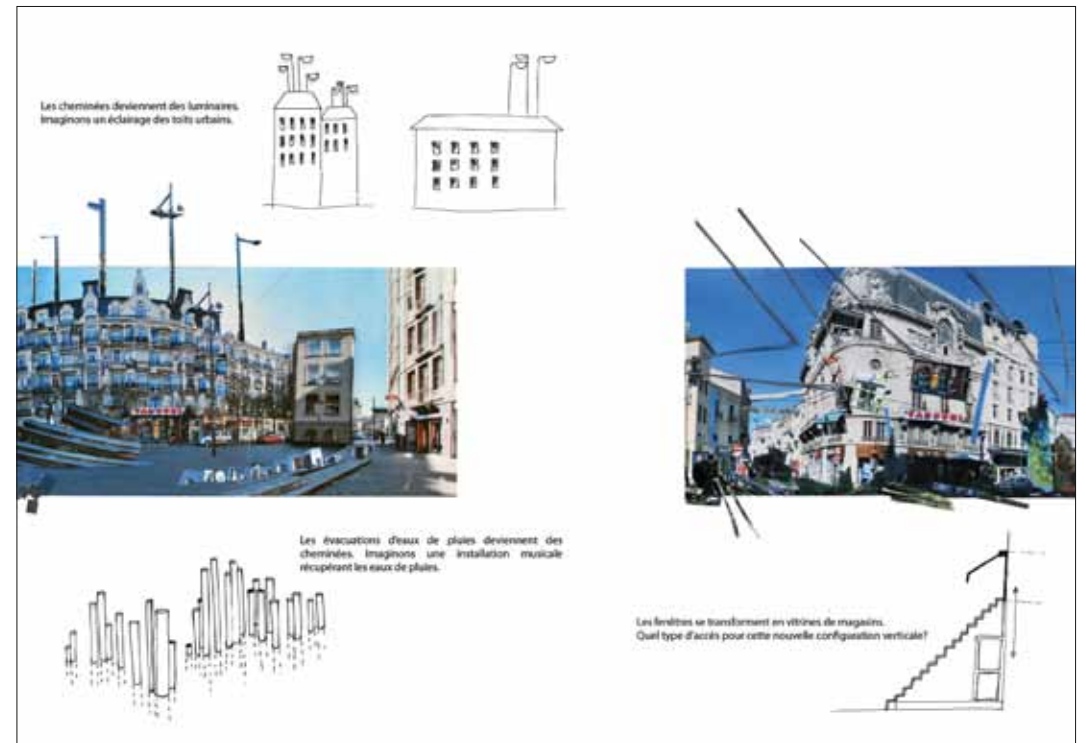 Les cheminées deviennent des luminaires.
Imaginons un éclairage des toits urbains.
Les évacuations d'eaux de pluies deviennent des
cheminées. Imaginons une installation musicale
récupérant les eaux de pluies.
Les fenêtres se transforment en vitrines de magasins.
Quel type d'accès pour cette nouvelle configuration verticale?